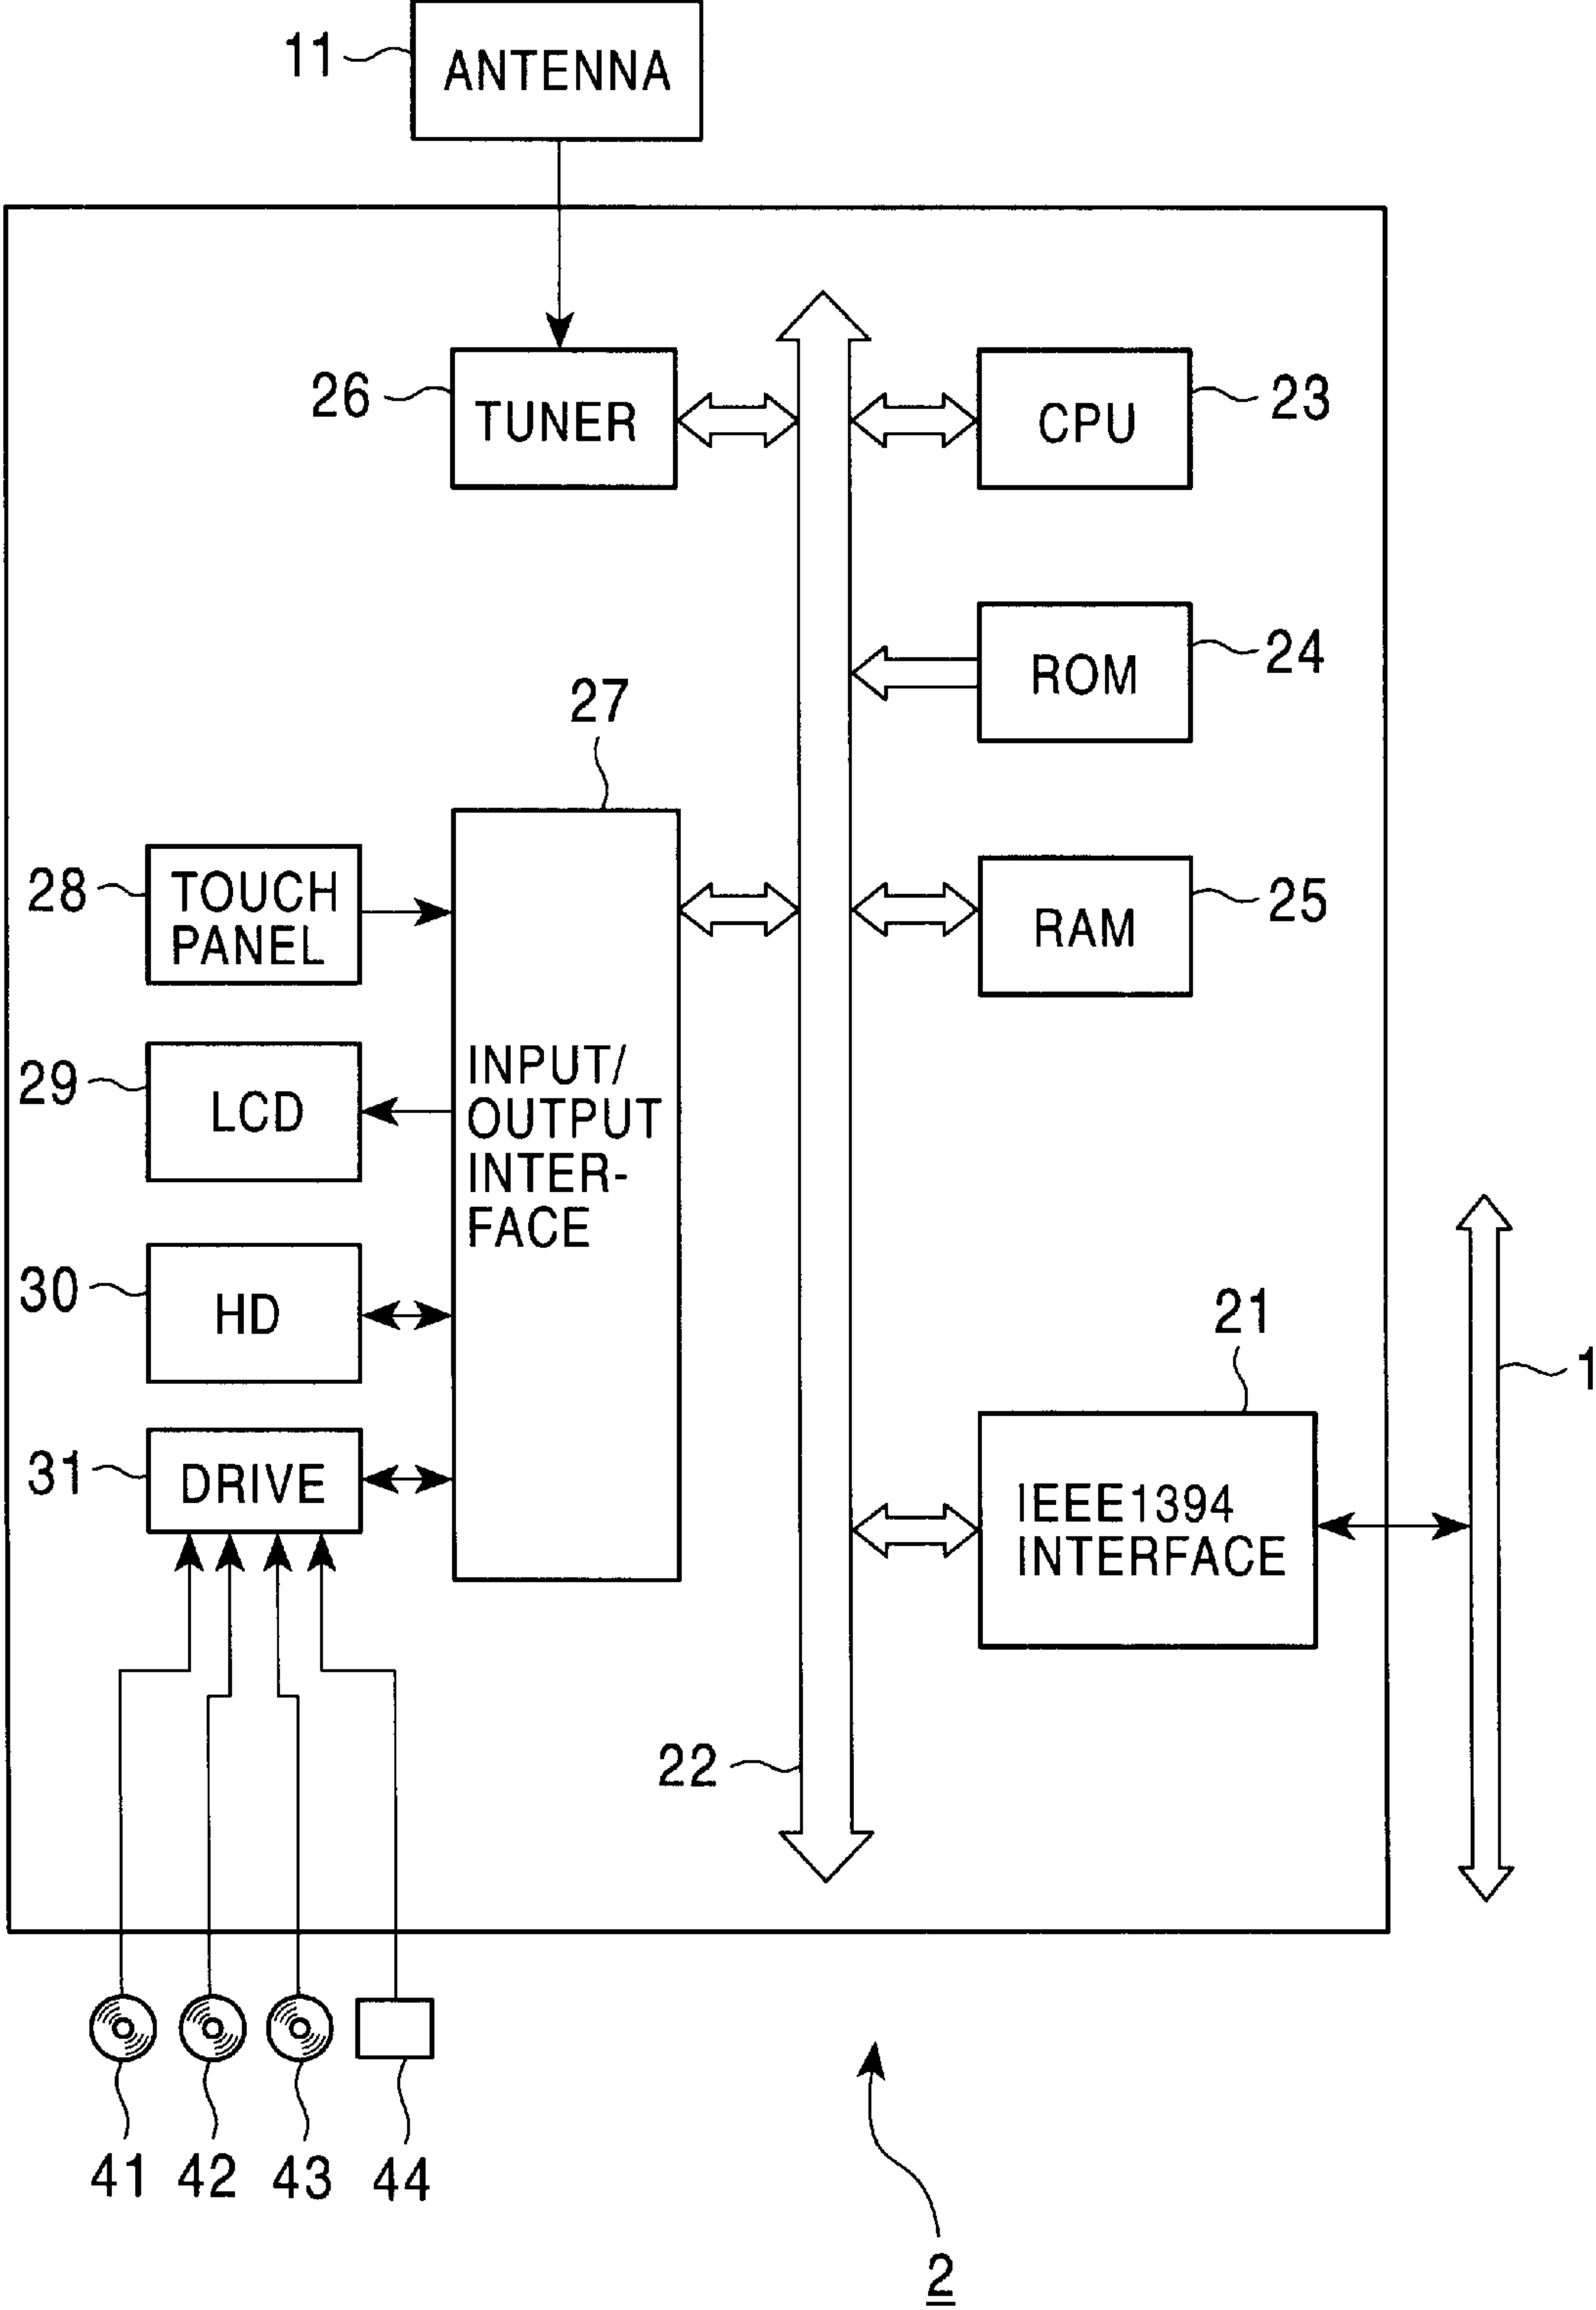 11
ANTENNA
26
TUNER
CPU
23
ROM
24
27
28
TOUCH
PANEL
RAM
25
29
LCD
INPUT/
OUTPUT
INTER-
FACE
30
HD
21
1
31
DRIVE
IEEE1394
INTERFACE
22
41
42
43
44
2